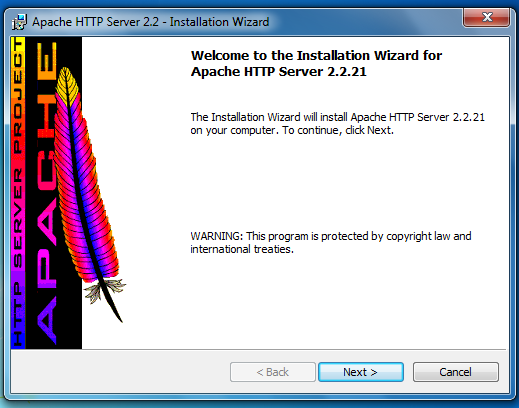 Apache HTTP Server 2.2 - Installation Wizard
HTTP SERVER PROJECT
APACHE
Welcome to the Installation Wizard for
Apache HTTP Server 2.2.21
The Installation Wizard will install Apache HTTP Server 2.2.21
on your computer. To continue, click Next.
WARNING: This program is protected by copyright law and
international treaties.
< Back
Next >
Cancel